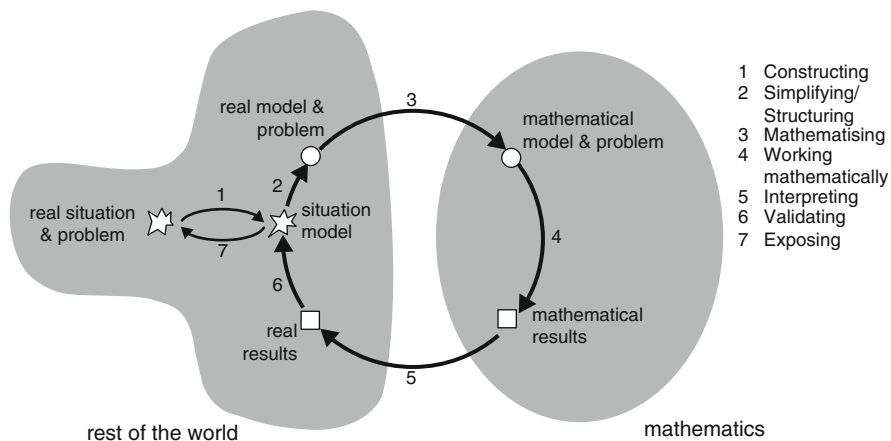 real model &
problem
3
mathematical
model & problem
2
1
real situation
& problem
situation
model
7
4
6
real
results
mathematical
results
5
rest of the world
mathematics
1 Constructing
2 Simplifying/
Structuring
3 Mathematising
4 Working
mathematically
5 Interpreting
6 Validating
7 Exposing